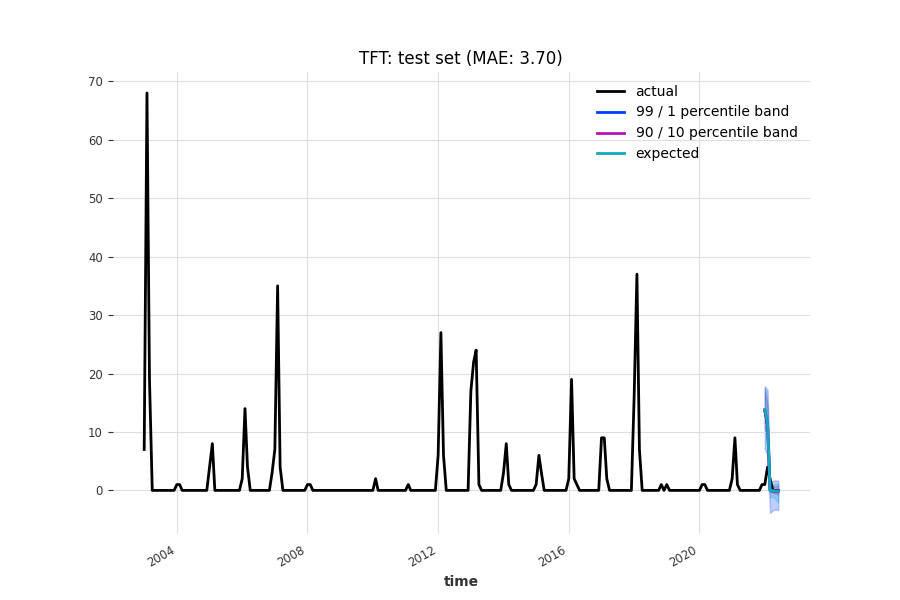 TFT: test set (MAE: 3.70)
70
60
50
40
30
20
10
0
actual
99 / 1 percentile band
90 / 10 percentile band
expected
2004
2008
2012
2016
2020
time